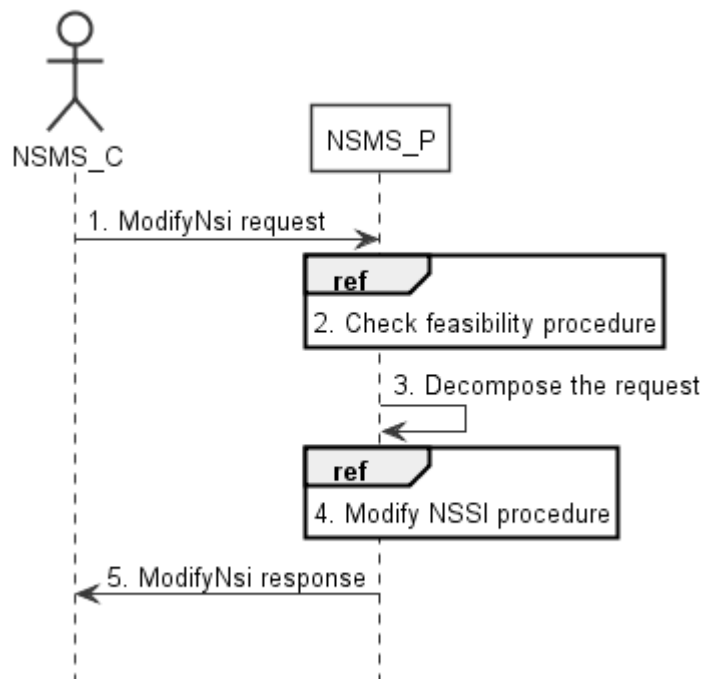 NSMS_C
NSMS_P
1. ModifyNsi request
ref
2. Check feasibility procedure
3. Decompose the request
ref
4. Modify NSSI procedure
5. ModifyNsi response